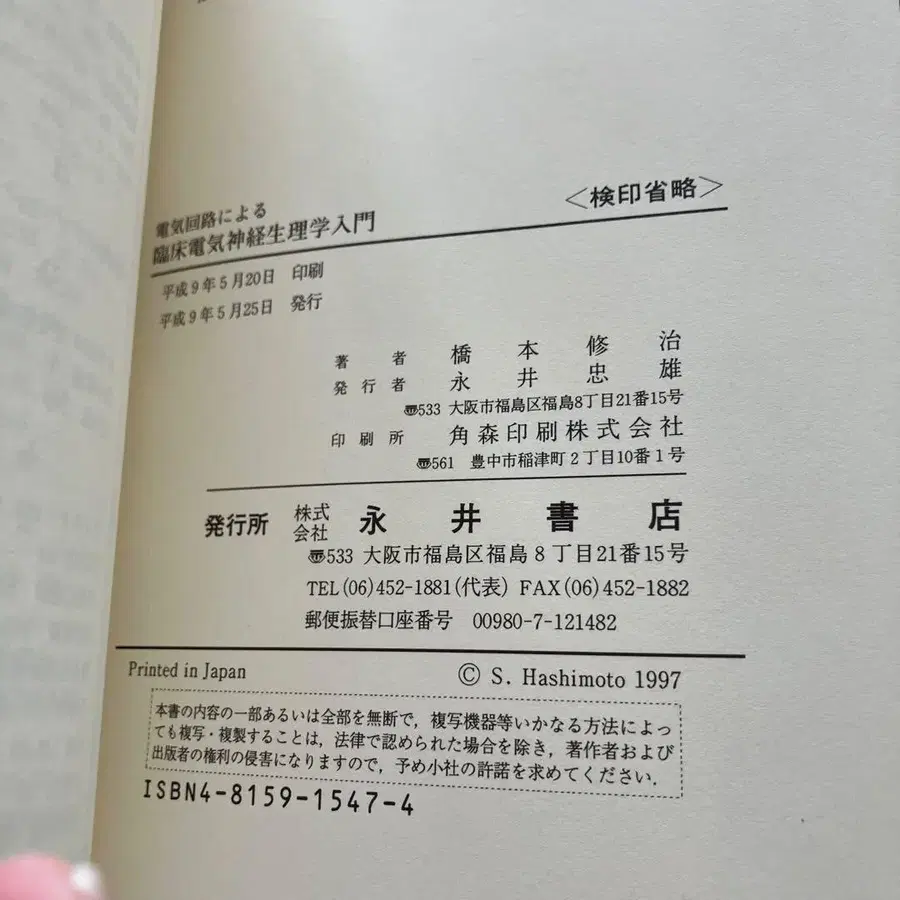 <検印省略>
電気回路による
臨床電気神経生理学入門
平成9年5月20日 印刷
平成9年5月25日 発行
著者 橋本修治
発行者 永井忠雄
〠533 大阪市福島区福島8丁目21番15号
印刷所 角森印刷株式会社
〠561 豊中市稲津町2丁目10番1号
発行所 株式会社 永井書店
〠533 大阪市福島区福島8丁目21番15号
TEL(06)452-1881(代表) FAX(06)452-1882
郵便振替口座番号 00980-7-121482
Printed in Japan © S. Hashimoto 1997
本書の内容の一部あるいは全部を無断で，複写機器等いかなる方法によっ
ても複写・複製することは，法律で認められた場合を除き，著作者および
出版者の権利の侵害になりますので，予め小社の許諾を求めてください．
ISBN4-8159-1547-4